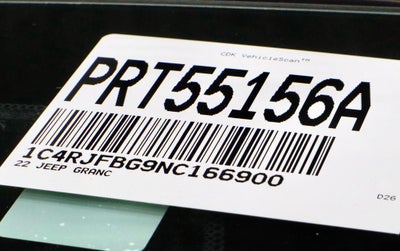 CDK VehicleScan™
PRT55156A
1C4RJFBG9NC166900
22 JEEP GRANC
D26